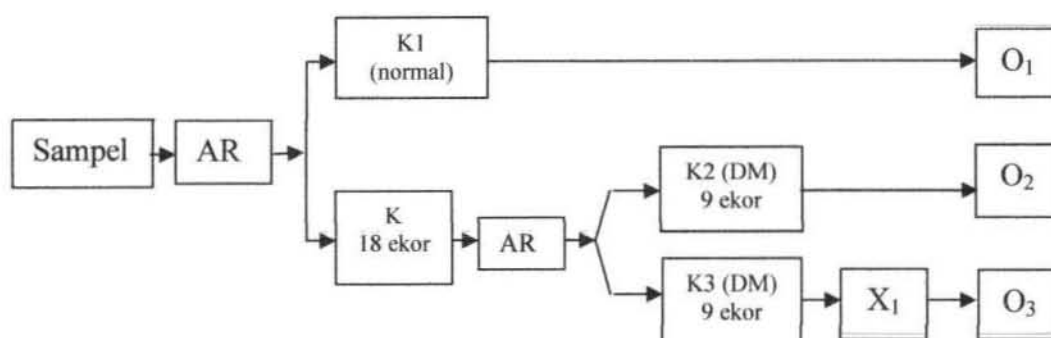 K1
(normal)
O₁
Sampel
AR
K
18 ekor
AR
K2 (DM)
9 ekor
O₂
K3 (DM)
9 ekor
X₁
O₃